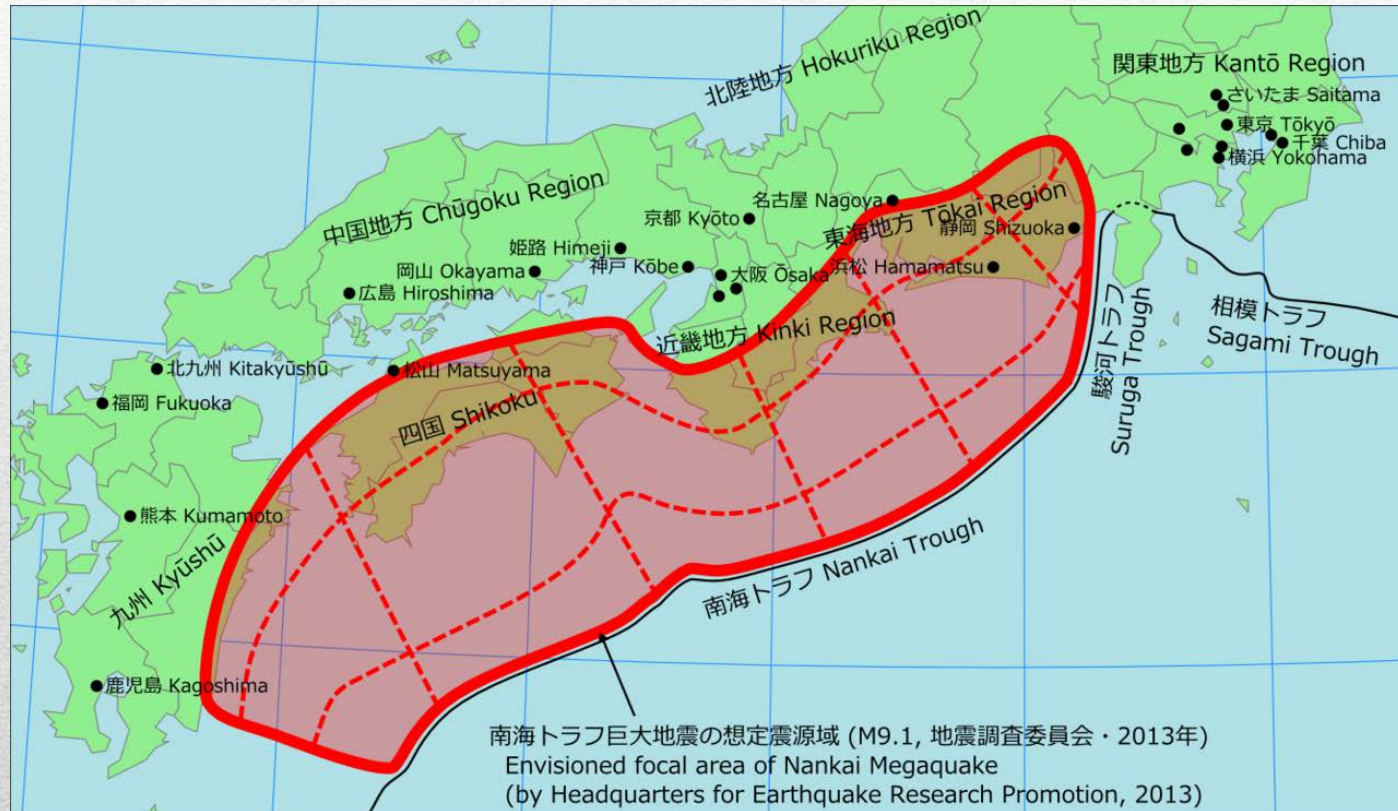 北陸地方 Hokuriku Region
関東地方 Kantō Region
さいたま Saitama
東京 Tōkyō
千葉 Chiba
横浜 Yokohama
中国地方 Chūgoku Region
名古屋 Nagoya
京都 Kyōto
東海地方 Tōkai Region
静岡 Shizuoka
姫路 Himeji
神戸 Kōbe
大阪 Ōsaka
浜松 Hamamatsu
岡山 Okayama
広島 Hiroshima
近畿地方 Kinki Region
相模トラフ
Sagami Trough
駿河トラフ
Suruga Trough
北九州 Kitakyūshū
松山 Matsuyama
福岡 Fukuoka
四国 Shikoku
熊本 Kumamoto
九州 Kyūshū
南海トラフ Nankai Trough
鹿児島 Kagoshima
南海トラフ巨大地震の想定震源域 (M9.1, 地震調査委員会・2013年)
Envisioned focal area of Nankai Megaquake
(by Headquarters for Earthquake Research Promotion, 2013)